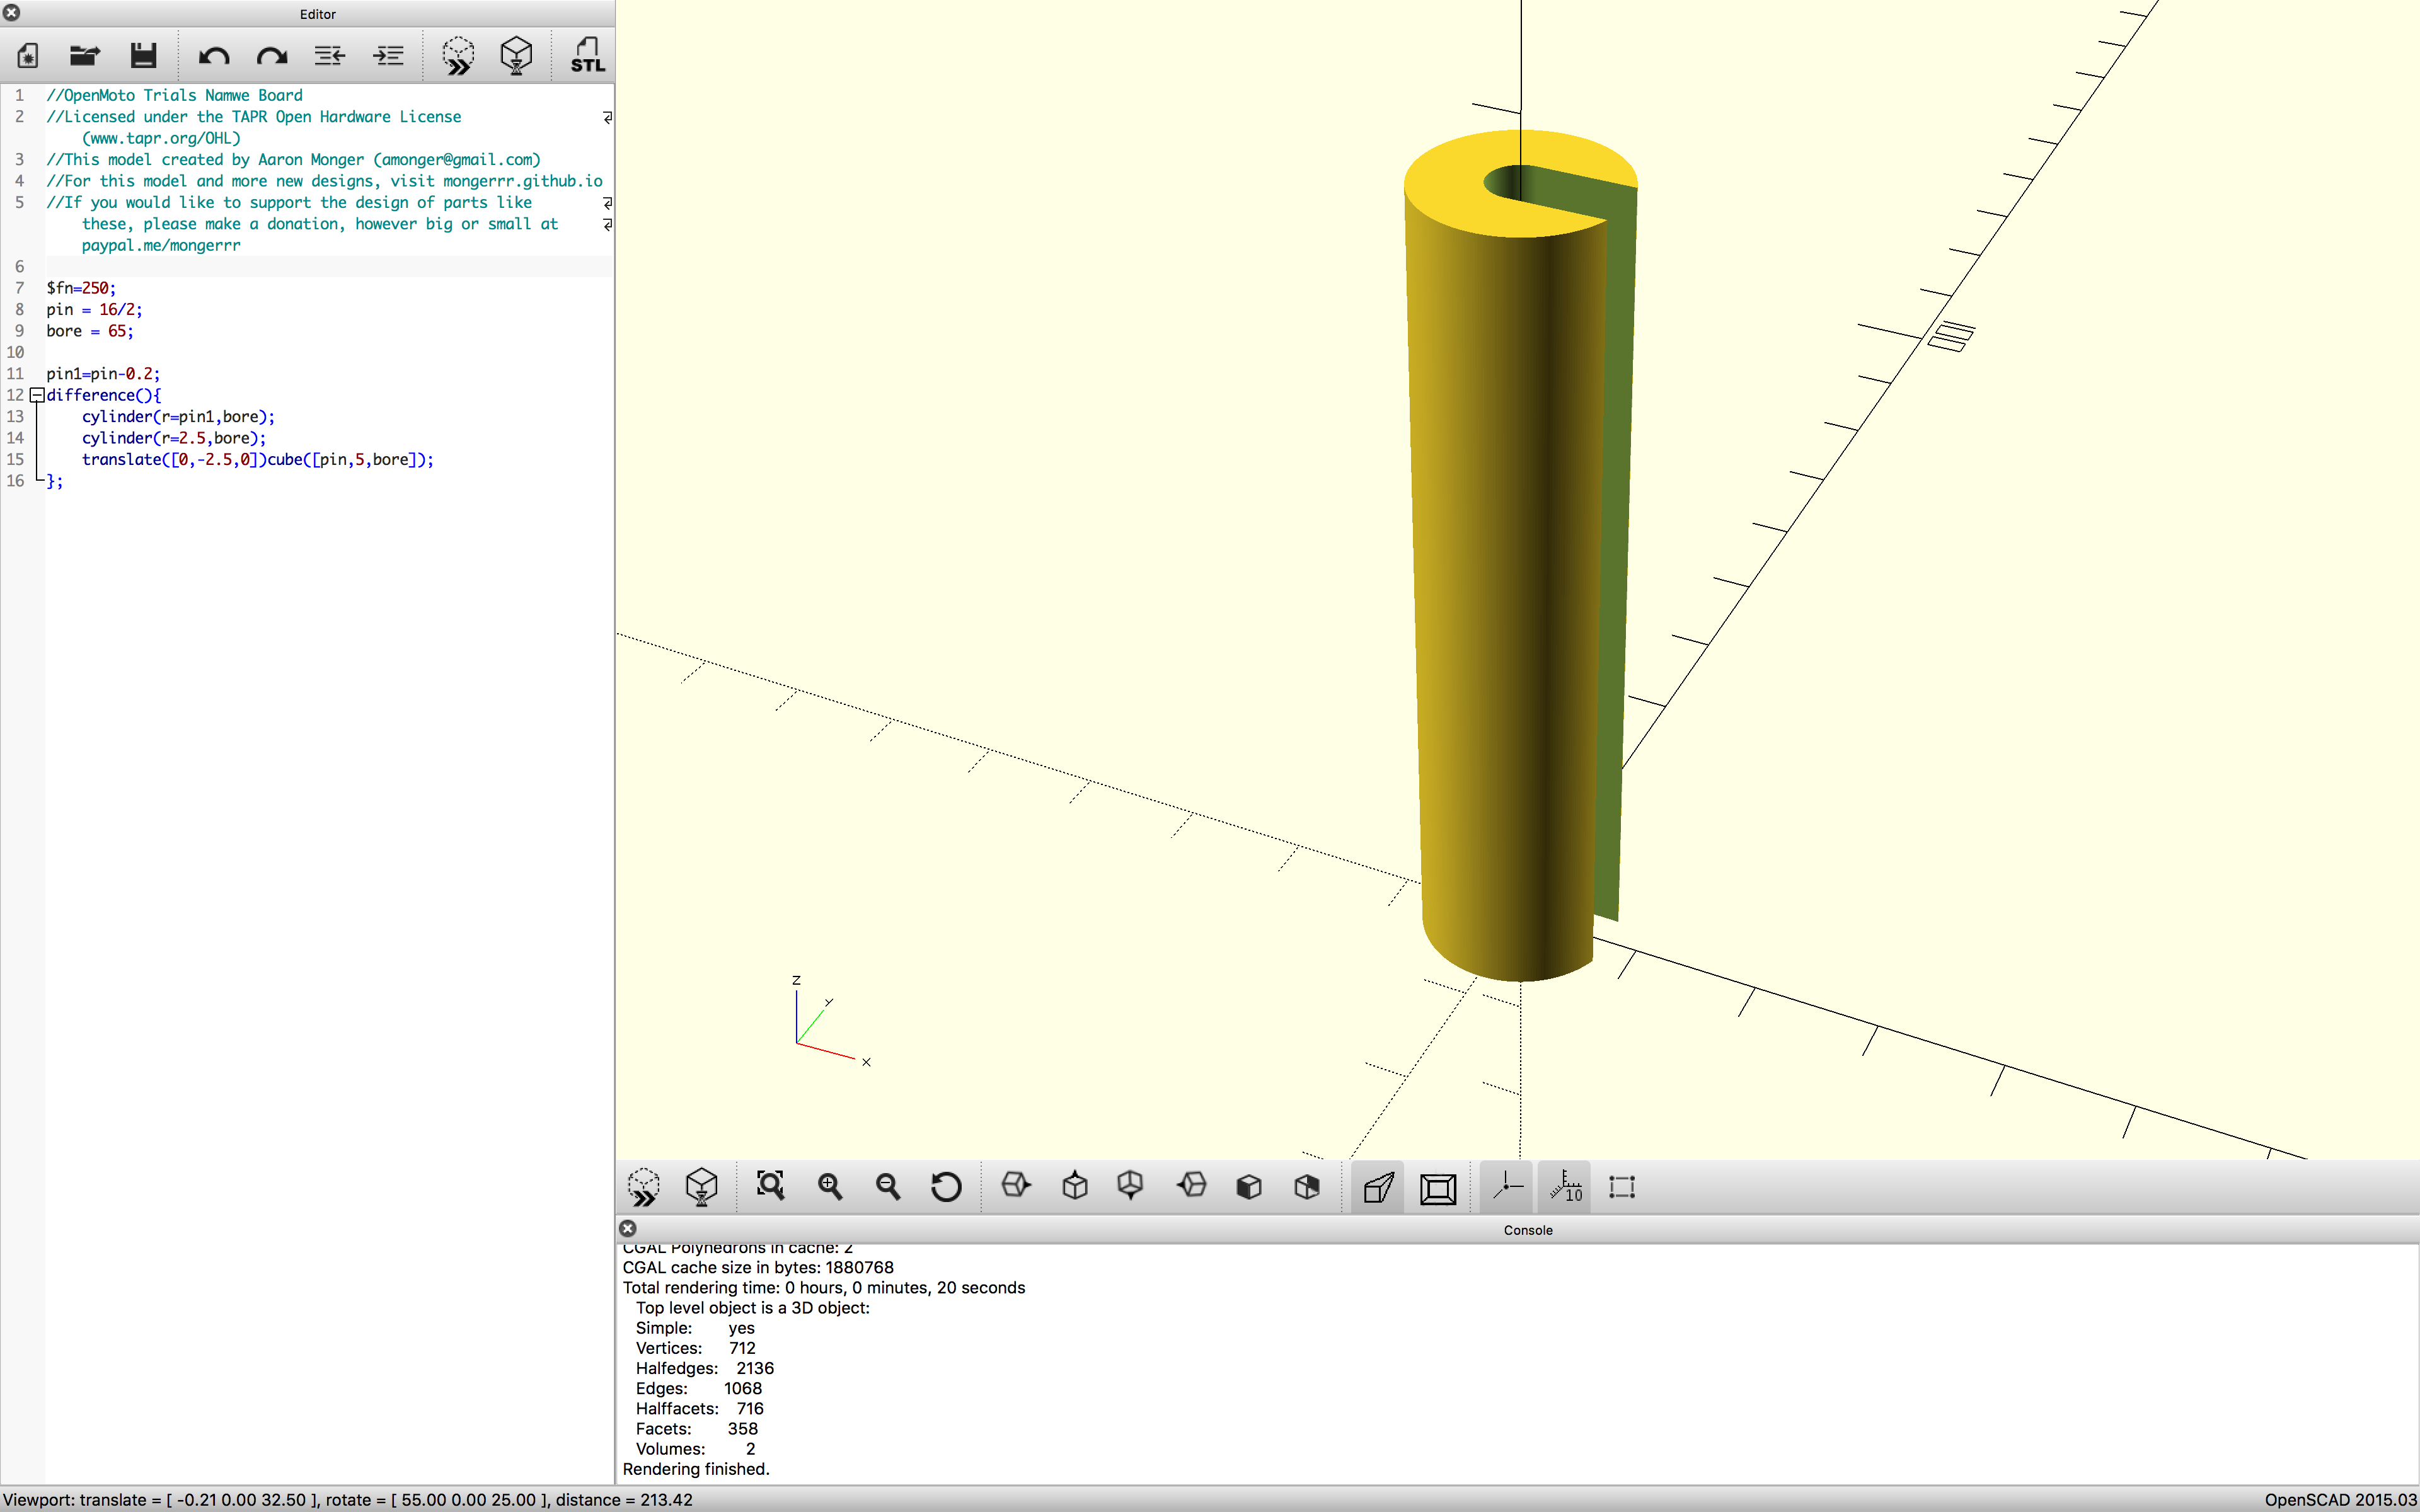 Editor
STL
1 //OpenMoto Trials Namwe Board
2 //Licensed under the TAPR Open Hardware License
(www.tapr.org/OHL)
3 //This model created by Aaron Monger (amonger@gmail.com)
4 //For this model and more new designs, visit mongerrr.github.io
5 //If you would like to support the design of parts like
these, please make a donation, however big or small at
paypal.me/mongerrr
6
7 $fn=250;
8 pin = 16/2;
9 bore = 65;
10
11 pin1=pin-0.2;
12 difference(){
13 cylinder(r=pin1,bore);
14 cylinder(r=2.5,bore);
15 translate([0,-2.5,0])cube([pin,5,bore]);
16 };
100
Z
Y
X
10
Console
CGAL Polyhedrons in cache: 2
CGAL cache size in bytes: 1880768
Total rendering time: 0 hours, 0 minutes, 20 seconds
Top level object is a 3D object:
Simple: yes
Vertices: 712
Halfedges: 2136
Edges: 1068
Halffacets: 716
Facets: 358
Volumes: 2
Rendering finished.
Viewport: translate = [ -0.21 0.00 32.50 ], rotate = [ 55.00 0.00 25.00 ], distance = 213.42
OpenSCAD 2015.03